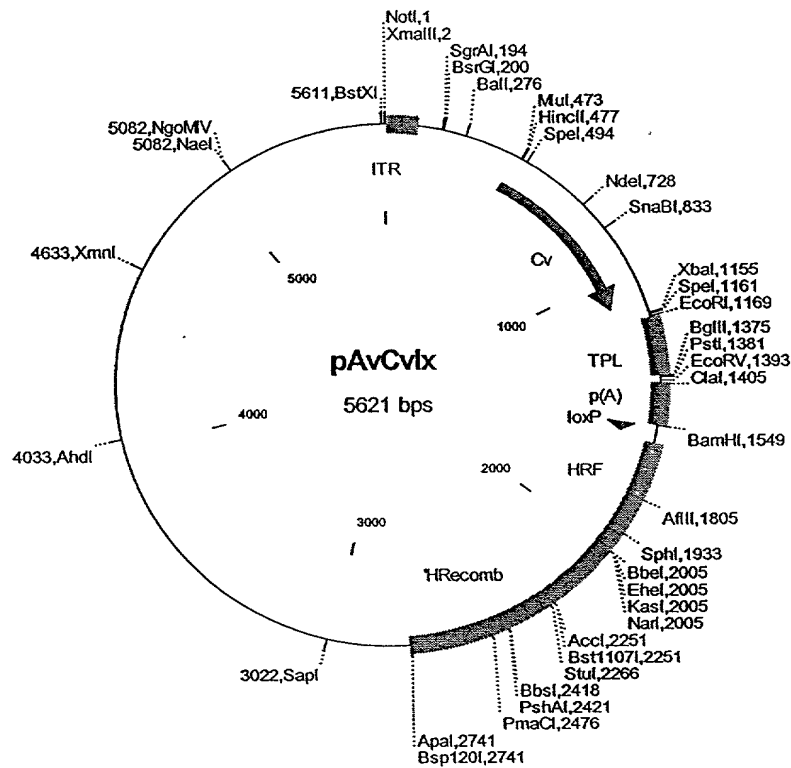 NotI,1
XmaIII,2
SgrAI,194
BsrGI,200
BalI,276
MluI,473
HincII,477
SpeI,494
NdeI,728
SnaBI,833
XbaI,1155
SpeI,1161
EcoRI,1169
BglII,1375
PstI,1381
EcoRV,1393
ClaI,1405
BamHI,1549
AflII,1805
SphI,1933
BbeI,2005
EheI,2005
KasI,2005
NarI,2005
AccI,2251
Bst1107I,2251
StuI,2266
BbsI,2418
PshAI,2421
PmaCI,2476
ApaI,2741
Bsp120I,2741
3022,SapI
4033,AhdI
4633,XmnI
5082,NgoMIV
5082,NaeI
5611,BstXI
ITR
I
Cv
1000
TPL
p(A)
loxP
HRF
2000
HRecomb
3000
4000
5000
pAvCvIx
5621 bps